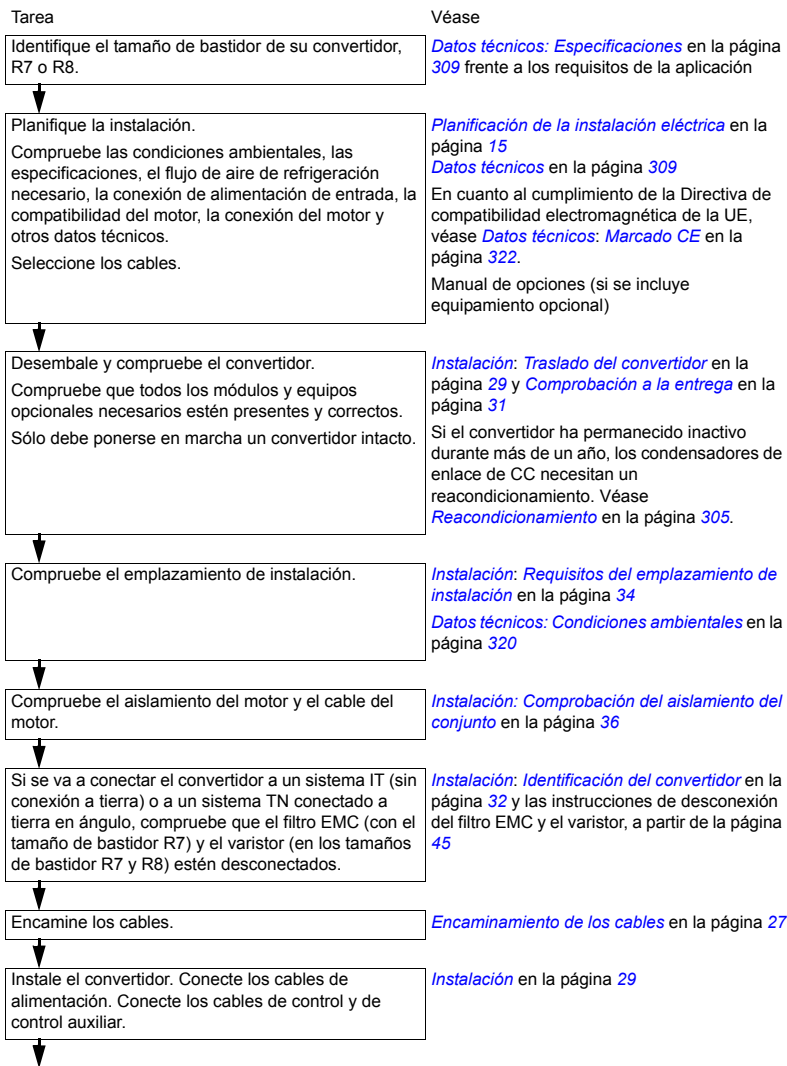 Tarea
Véase
Identifique el tamaño de bastidor de su convertidor,
R7 o R8.
Datos técnicos: Especificaciones en la página
309 frente a los requisitos de la aplicación
Planifique la instalación.
Compruebe las condiciones ambientales, las
especificaciones, el flujo de aire de refrigeración
necesario, la conexión de alimentación de entrada, la
compatibilidad del motor, la conexión del motor y
otros datos técnicos.
Seleccione los cables.
Planificación de la instalación eléctrica en la
página 15
Datos técnicos en la página 309
En cuanto al cumplimiento de la Directiva de
compatibilidad electromagnética de la UE,
véase Datos técnicos: Marcado CE en la
página 322.
Manual de opciones (si se incluye
equipamiento opcional)
Desembale y compruebe el convertidor.
Compruebe que todos los módulos y equipos
opcionales necesarios estén presentes y correctos.
Sólo debe ponerse en marcha un convertidor intacto.
Instalación: Traslado del convertidor en la
página 29 y Comprobación a la entrega en la
página 31
Si el convertidor ha permanecido inactivo
durante más de un año, los condensadores de
enlace de CC necesitan un
reacondicionamiento. Véase
Reacondicionamiento en la página 305.
Compruebe el emplazamiento de instalación.
Instalación: Requisitos del emplazamiento de
instalación en la página 34
Datos técnicos: Condiciones ambientales en la
página 320
Compruebe el aislamiento del motor y el cable del
motor.
Instalación: Comprobación del aislamiento del
conjunto en la página 36
Si se va a conectar el convertidor a un sistema IT (sin
conexión a tierra) o a un sistema TN conectado a
tierra en ángulo, compruebe que el filtro EMC (con el
tamaño de bastidor R7) y el varistor (en los tamaños
de bastidor R7 y R8) estén desconectados.
Instalación: Identificación del convertidor en la
página 32 y las instrucciones de desconexión
del filtro EMC y el varistor, a partir de la página
45
Encamine los cables.
Encaminamiento de los cables en la página 27
Instale el convertidor. Conecte los cables de
alimentación. Conecte los cables de control y de
control auxiliar.
Instalación en la página 29